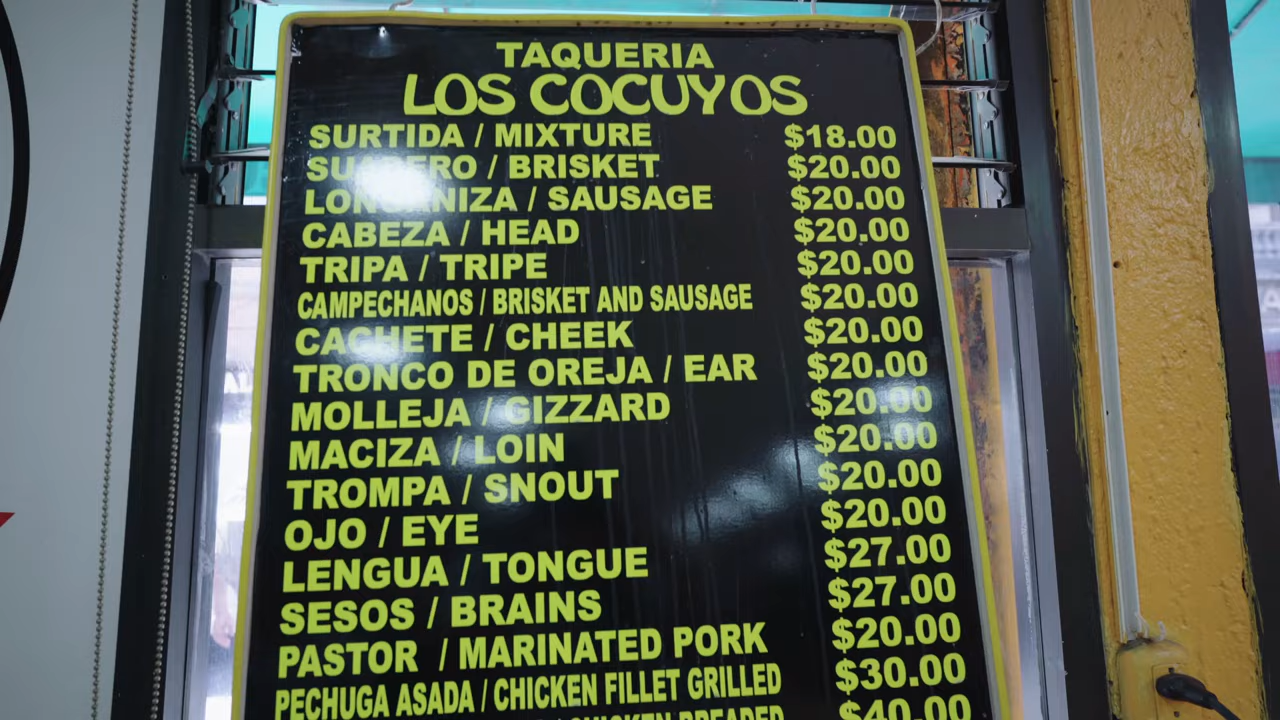 TAQUERIA
LOS COCUYOS
SURTIDA / MIXTURE $18.00
SUADERO / BRISKET $20.00
LONGANIZA / SAUSAGE $20.00
CABEZA / HEAD $20.00
TRIPA / TRIPE $20.00
CAMPECHANOS / BRISKET AND SAUSAGE $20.00
CACHETE / CHEEK $20.00
TRONCO DE OREJA / EAR $20.00
MOLLEJA / GIZZARD $20.00
MACIZA / LOIN $20.00
TROMPA / SNOUT $20.00
OJO / EYE $20.00
LENGUA / TONGUE $27.00
SESOS / BRAINS $27.00
PASTOR / MARINATED PORK $20.00
PECHUGA ASADA / CHICKEN FILLET GRILLED $30.00
/ CHICKEN BREADED $40.00